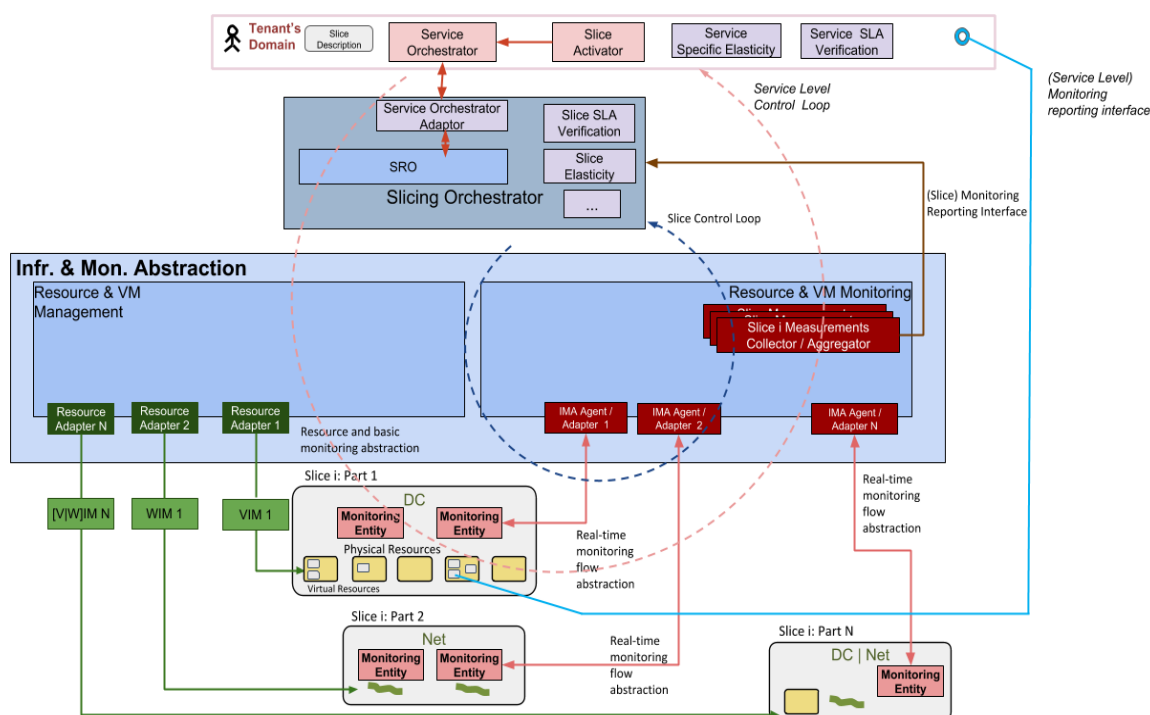 Tenant's
Domain
Slice
Description
Service
Orchestrator
Slice
Activator
Service
Specific Elasticity
Service SLA
Verification
(Service Level)
Monitoring
reporting interface
Service Level
Control Loop
Service Orchestrator
Adaptor
Slice SLA
Verification
SRO
Slice
Elasticity
Slicing Orchestrator
...
(Slice) Monitoring
Reporting Interface
Slice Control Loop
Infr. & Mon. Abstraction
Resource & VM
Management
Resource & VM Monitoring
Slice i Measurements
Collector / Aggregator
Resource
Adapter N
Resource
Adapter 2
Resource
Adapter 1
Resource and basic
monitoring abstraction
IMA Agent /
Adapter 1
IMA Agent /
Adapter 2
IMA Agent /
Adapter N
[V|W]IM N
WIM 1
VIM 1
Slice i: Part 1
DC
Monitoring
Entity
Monitoring
Entity
Physical Resources
Virtual Resources
Real-time
monitoring
flow
abstraction
Real-time
monitoring
flow
abstraction
Slice i: Part 2
Net
Monitoring
Entity
Monitoring
Entity
Real-time
monitoring
flow
abstraction
Slice i: Part N
DC | Net
Monitoring
Entity